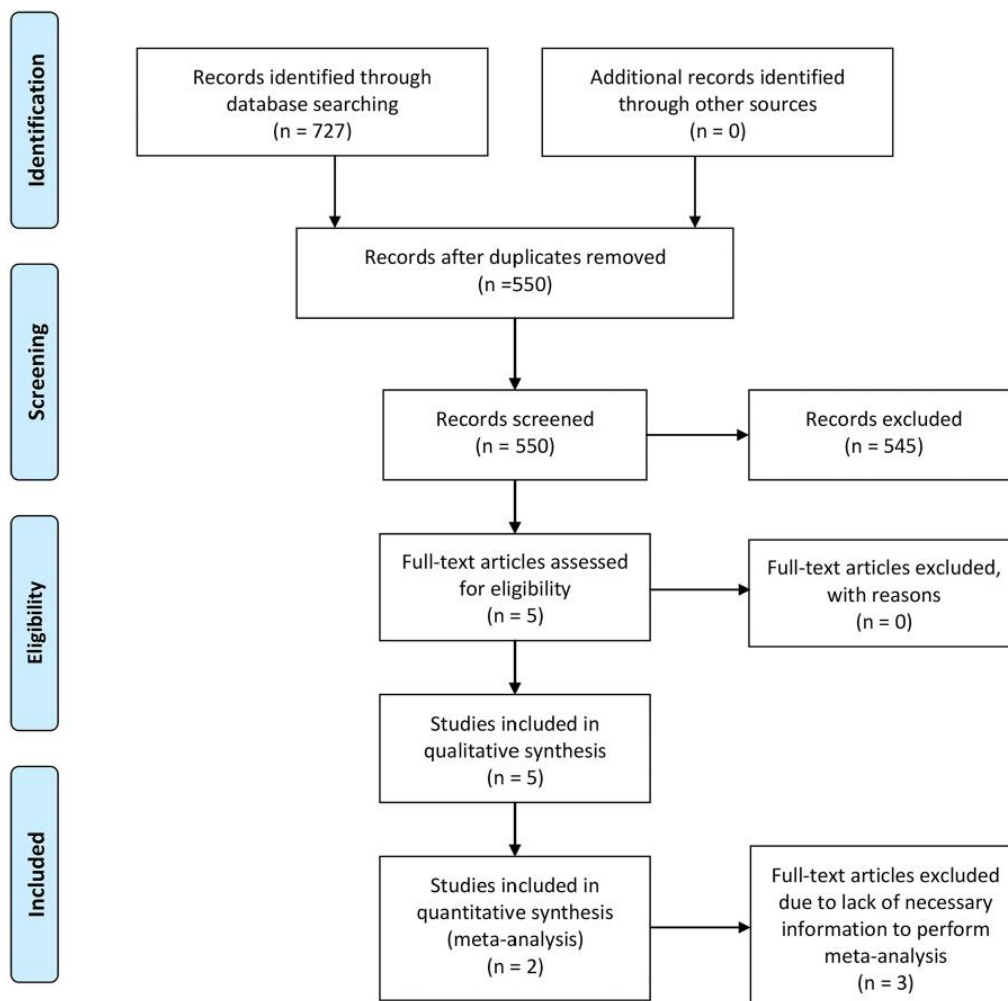 Identification
Records identified through
database searching
(n = 727)
Additional records identified
through other sources
(n = 0)
Records after duplicates removed
(n =550)
Screening
Records screened
(n = 550)
Records excluded
(n = 545)
Eligibility
Full-text articles assessed
for eligibility
(n = 5)
Full-text articles excluded,
with reasons
(n = 0)
Studies included in
qualitative synthesis
(n = 5)
Included
Studies included in
quantitative synthesis
(meta-analysis)
(n = 2)
Full-text articles excluded
due to lack of necessary
information to perform
meta-analysis
(n = 3)